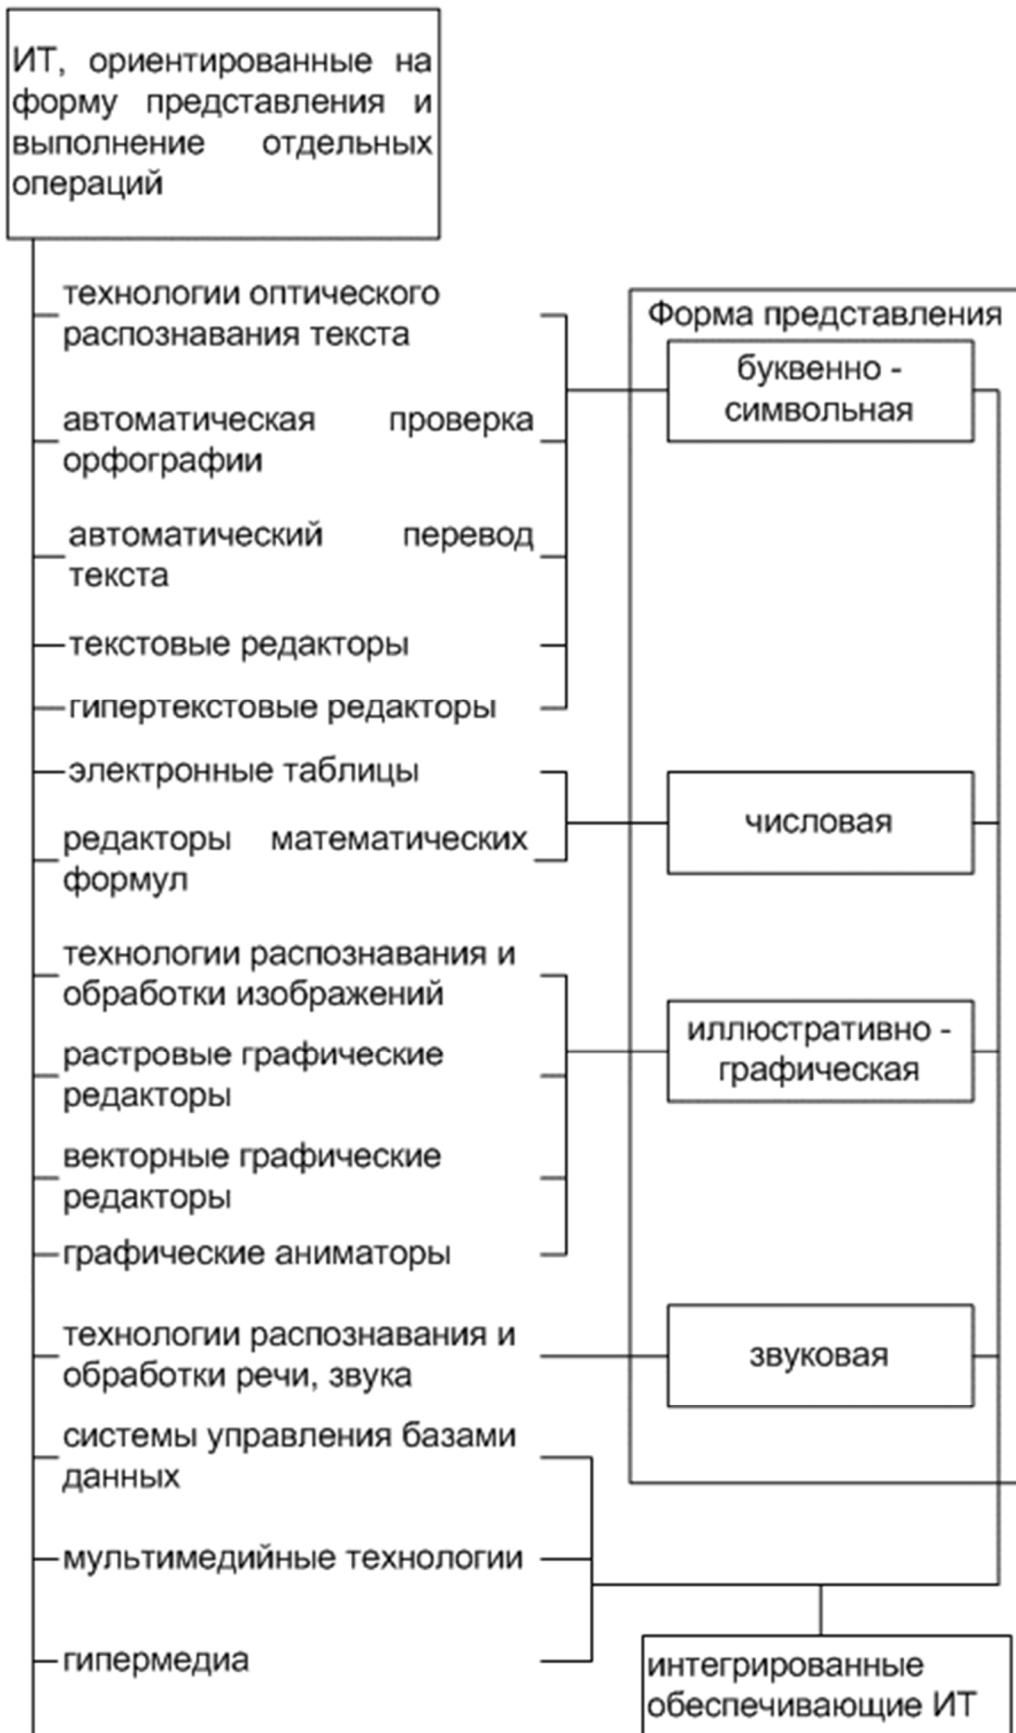 ИТ, ориентированные на
форму представления и
выполнение отдельных
операций
технологии оптического
распознавания текста
автоматическая проверка
орфографии
автоматический перевод
текста
текстовые редакторы
гипертекстовые редакторы
электронные таблицы
редакторы математических
формул
технологии распознавания и
обработки изображений
растровые графические
редакторы
векторные графические
редакторы
графические аниматоры
технологии распознавания и
обработки речи, звука
системы управления базами
данных
мультимедийные технологии
гипермедиа
Форма представления
буквенно -
символьная
числовая
иллюстративно -
графическая
звуковая
интегрированные
обеспечивающие ИТ